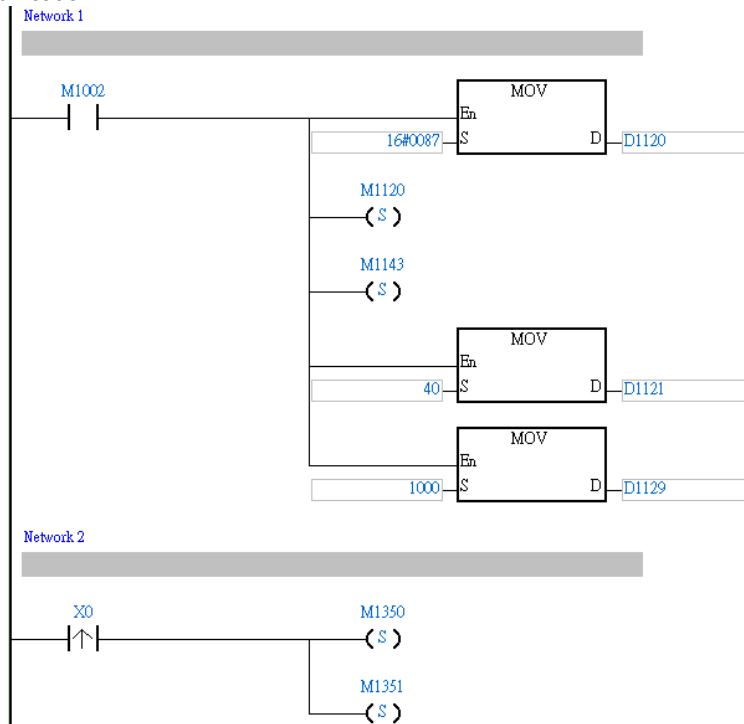 Network 1
M1002
MOV
En
16#0087 S D D1120
M1120
S
M1143
S
MOV
En
40 S D D1121
MOV
En
1000 S D D1129
Network 2
X0 M1350
S
M1351
S